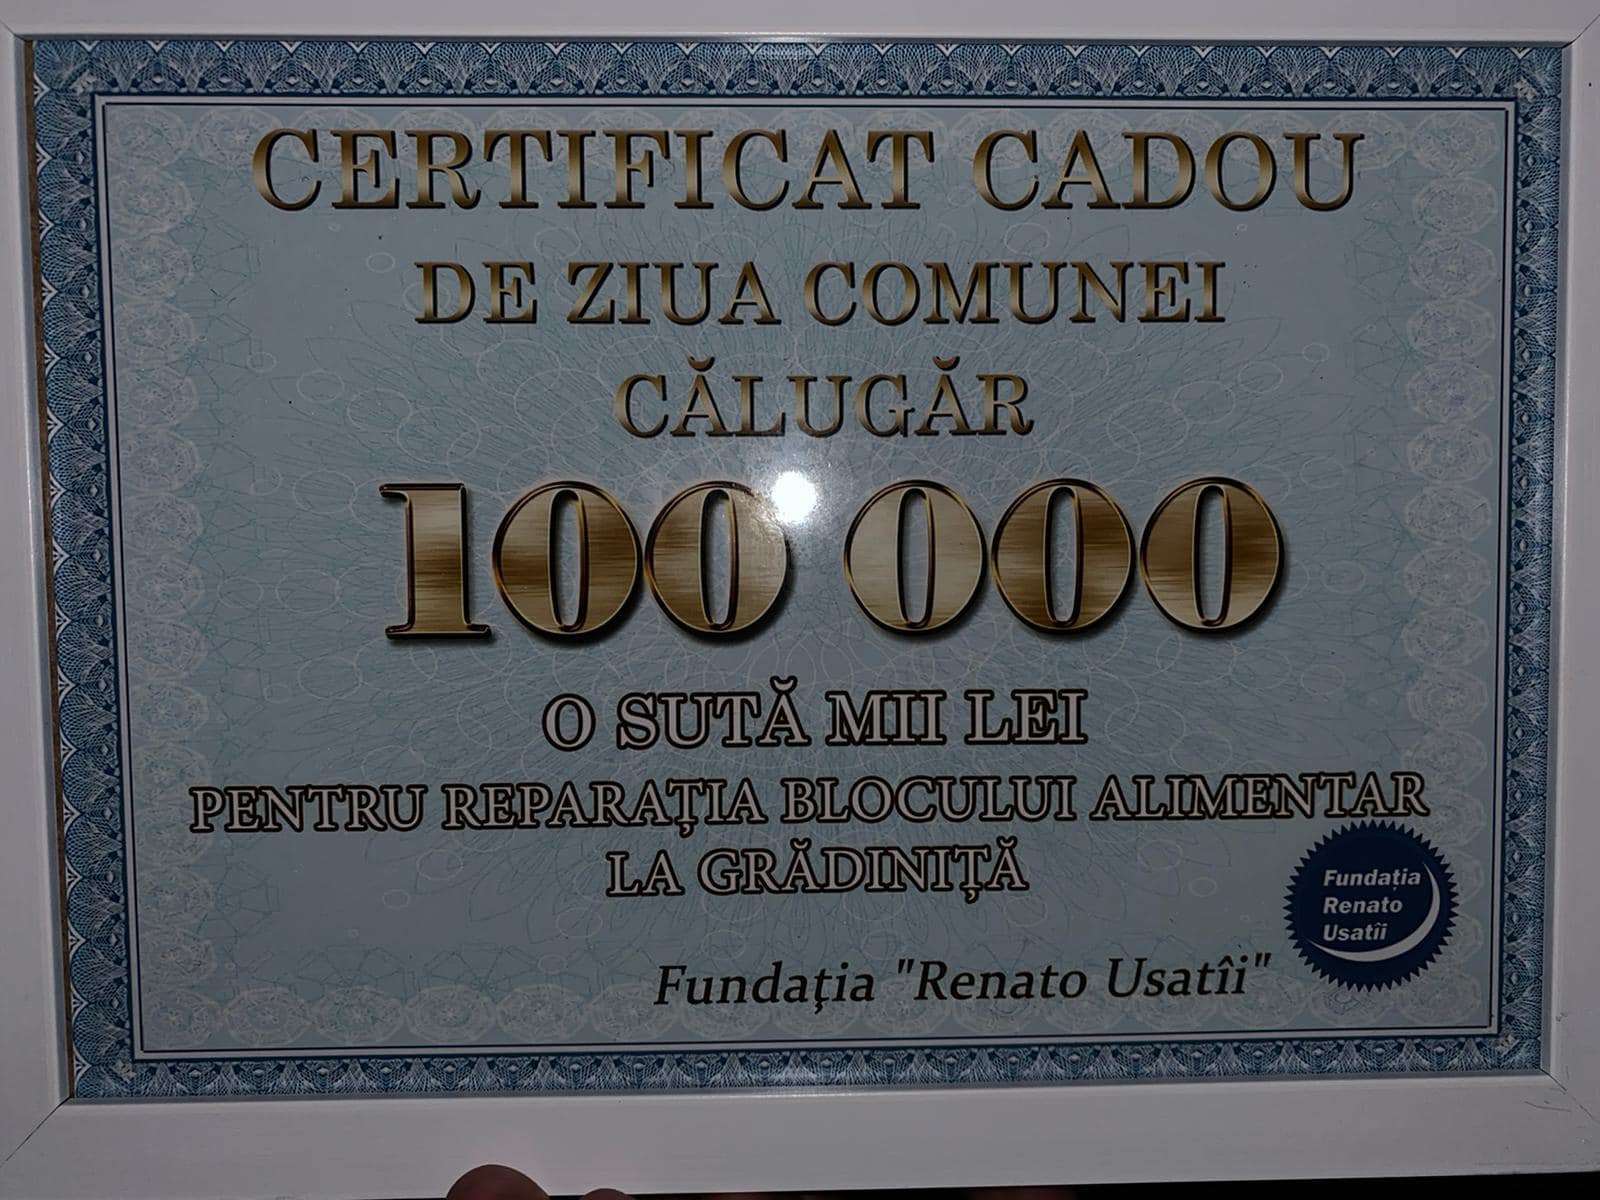 CERTIFICAT CADOU
DE ZIUA COMUNEI
CĂLUGĂR
100 000
O SUTĂ MII LEI
PENTRU REPARAȚIA BLOCULUI ALIMENTAR
LA GRĂDINIȚĂ
Fundația
Renato
Usatîi
Fundația "Renato Usatîi"